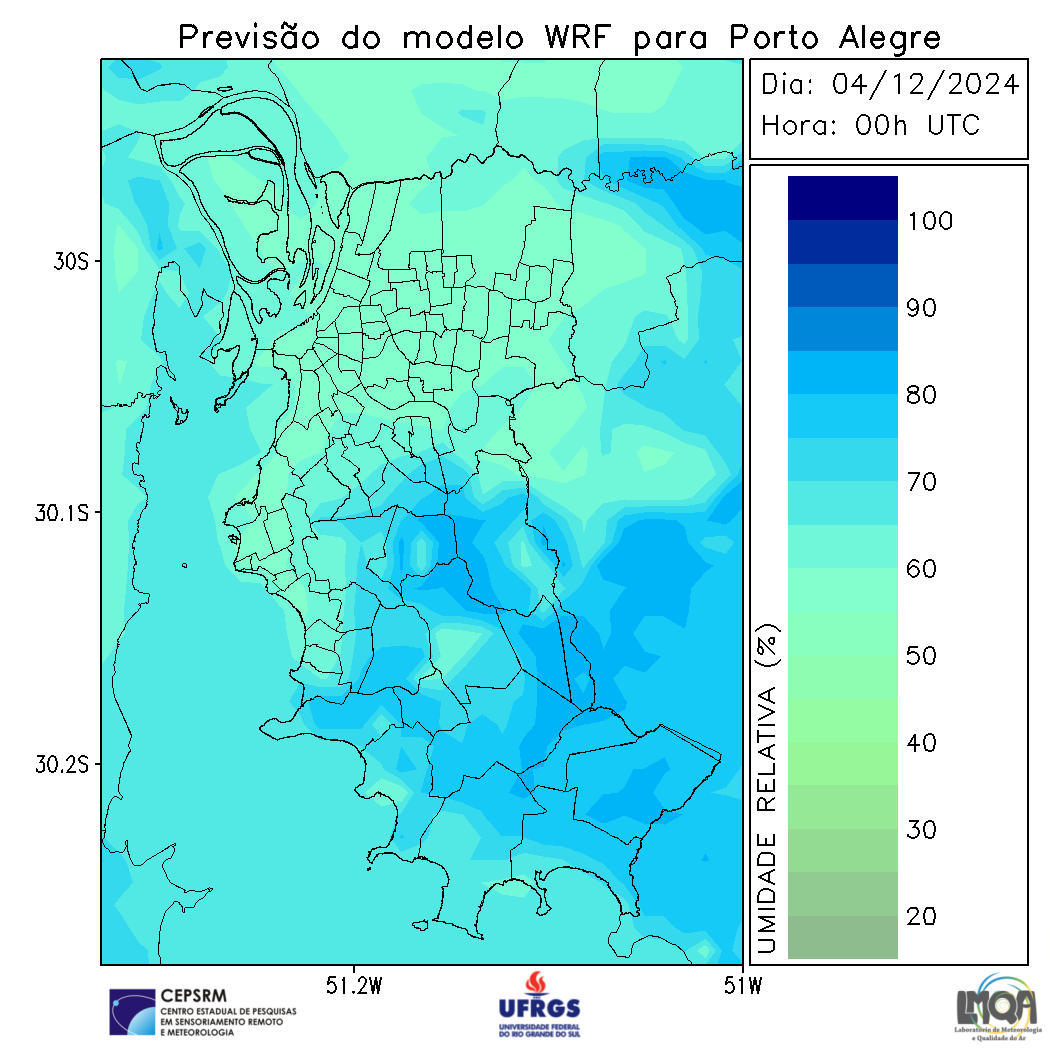 Previsão do modelo WRF para Porto Alegre
Dia: 04/12/2024
Hora: 00h UTC
30S
30.1S
30.2S
51.2W
51W
100
90
80
70
60
50
40
30
20
UMIDADE RELATIVA (%)
CEPSRM
CENTRO ESTADUAL DE PESQUISAS
EM SENSORIAMENTO REMOTO
E METEOROLOGIA
UFRGS
UNIVERSIDADE FEDERAL
DO RIO GRANDE DO SUL
LMQA
Laboratório de Meteorologia
e Qualidade do Ar